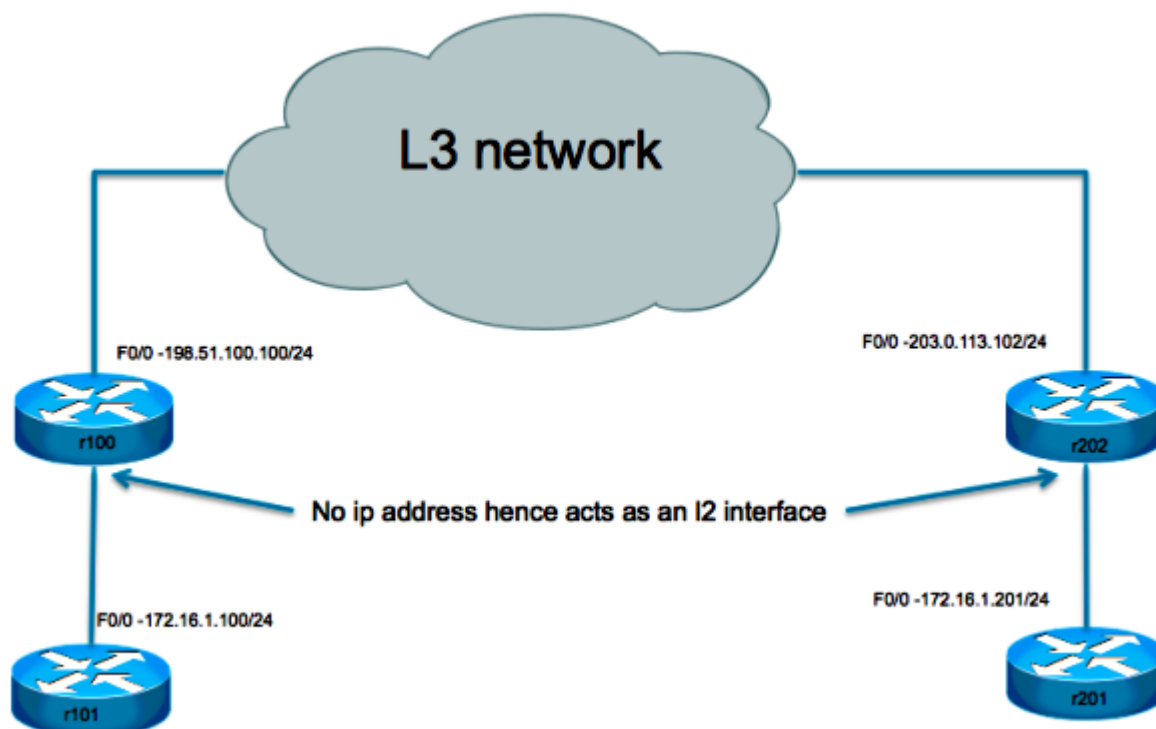 L3 network
F0/0 -198.51.100.100/24
F0/0 -203.0.113.102/24
r100
r202
No ip address hence acts as an l2 interface
F0/0 -172.16.1.100/24
F0/0 -172.16.1.201/24
r101
r201